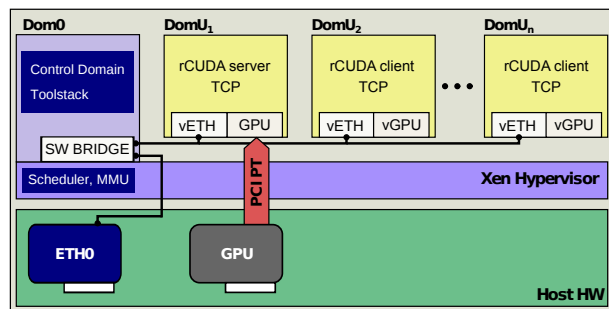 Dom0
DomU1
DomU2
DomUn
Control Domain
Toolstack
rCUDA server
TCP
rCUDA client
TCP
rCUDA client
TCP
vETH
GPU
vETH
vGPU
vETH
vGPU
SW BRIDGE
Scheduler, MMU
PCI PT
Xen Hypervisor
ETH0
GPU
Host HW